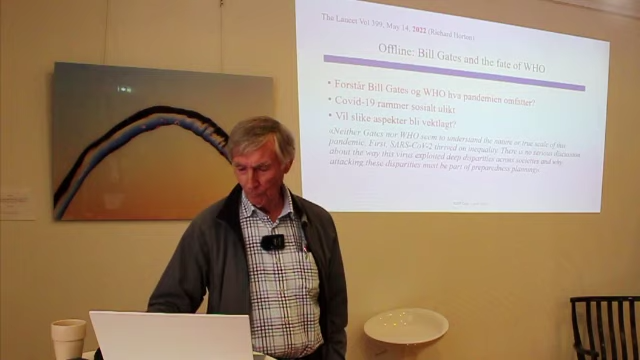 The Lancet Vol 399, May 14, 2022 (Richard Horton)
Offline: Bill Gates and the fate of WHO
• Forstår Bill Gates og WHO hva pandemien omfatter?
• Covid-19 rammer sosialt ulikt
• Vil slike aspekter bli vektlagt?
«Neither Gates nor WHO seem to understand the nature or true scale of this
pandemic. First, SARS-CoV-2 thrived on inequality. There is no serious discussion
about the way that virus exploited deep disparities across societies and why
attacking these disparities must be part of preparedness planning»